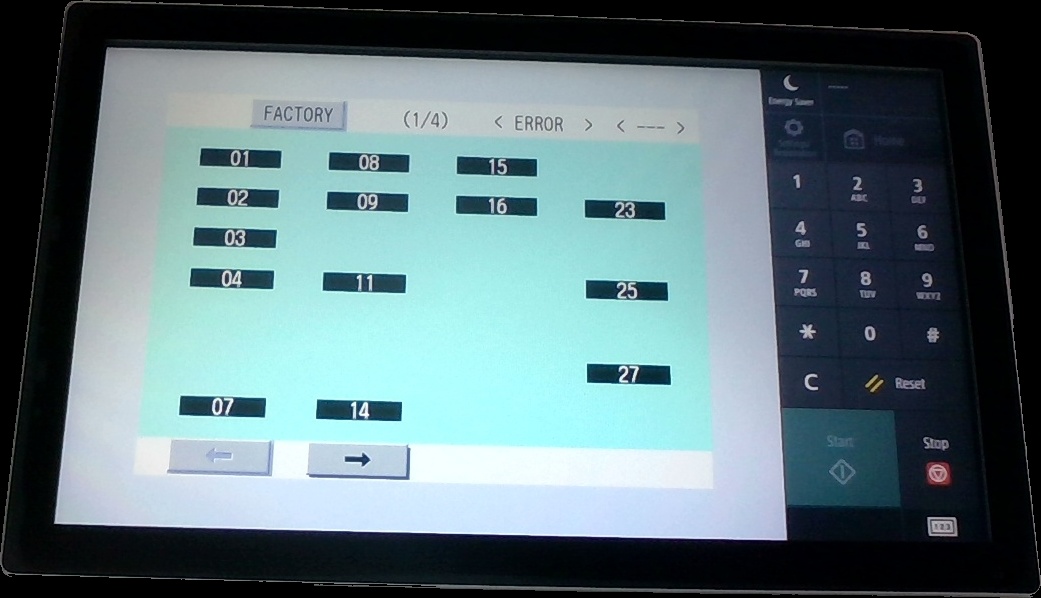 FACTORY (1/4) < ERROR > < --- >
01 08 15
02 09 16 23
03
04 11 25
27
07 14
← →
Energy Saver ----
Home
1 2 3
ABC DEF
4 5 6
GHI JKL MNO
7 8 9
PQRS TUV WXYZ
* 0 #
C Reset
Start Stop
123